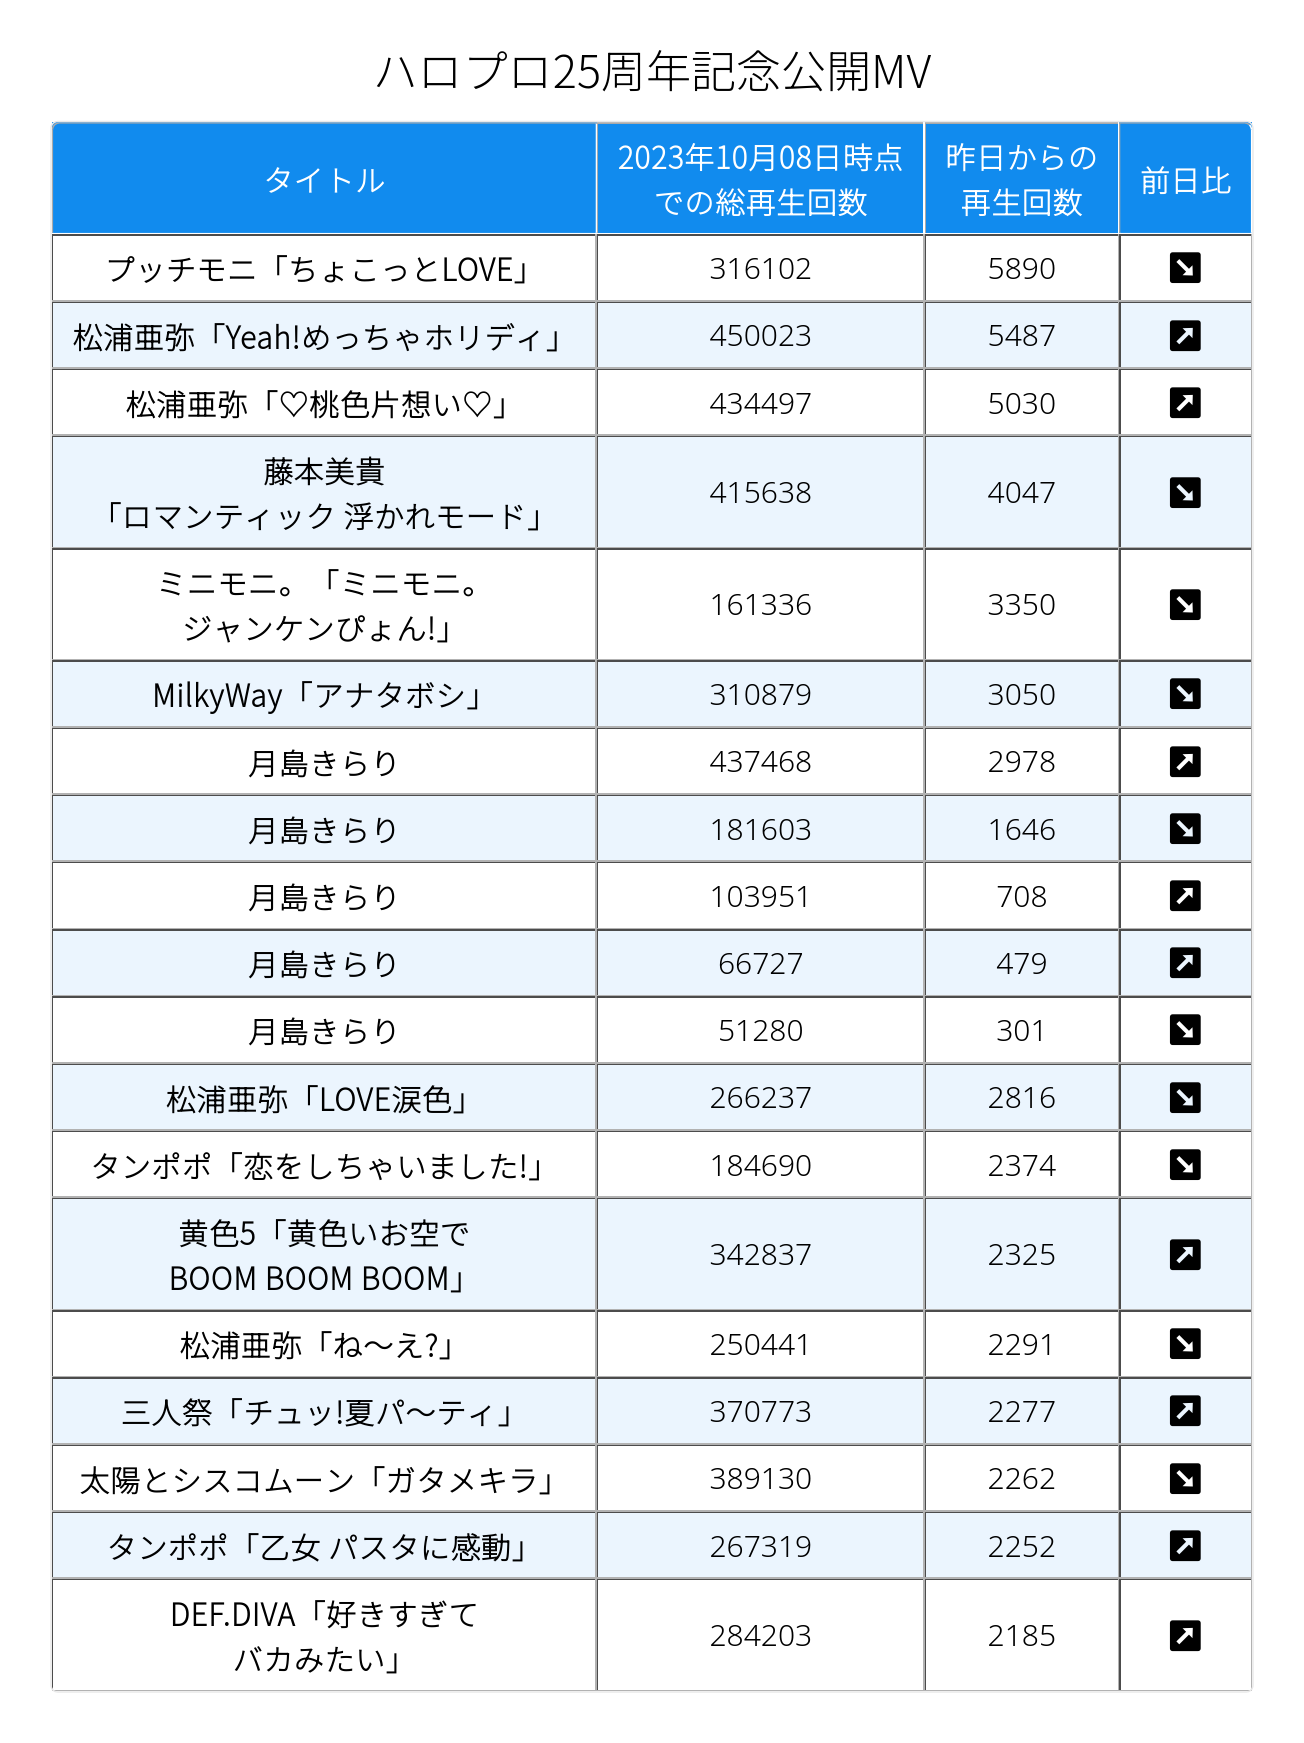 ハロプロ25周年記念公開MV
タイトル
2023年10月08日時点
での総再生回数
昨日からの
再生回数
前日比
プッチモニ「ちょこっとLOVE」 316102 5890 ↘
松浦亜弥「Yeah!めっちゃホリディ」 450023 5487 ↗
松浦亜弥「♡桃色片想い♡」 434497 5030 ↗
藤本美貴
「ロマンティック 浮かれモード」 415638 4047 ↘
ミニモニ。「ミニモニ。
ジャンケンぴょん!」 161336 3350 ↘
MilkyWay「アナタボシ」 310879 3050 ↘
月島きらり 437468 2978 ↗
月島きらり 181603 1646 ↘
月島きらり 103951 708 ↗
月島きらり 66727 479 ↗
月島きらり 51280 301 ↘
松浦亜弥「LOVE涙色」 266237 2816 ↘
タンポポ「恋をしちゃいました!」 184690 2374 ↘
黄色5「黄色いお空で
BOOM BOOM BOOM」 342837 2325 ↗
松浦亜弥「ね〜え?」 250441 2291 ↘
三人祭「チュッ!夏パ〜ティ」 370773 2277 ↗
太陽とシスコムーン「ガタメキラ」 389130 2262 ↘
タンポポ「乙女 パスタに感動」 267319 2252 ↗
DEF.DIVA「好きすぎて
バカみたい」 284203 2185 ↗